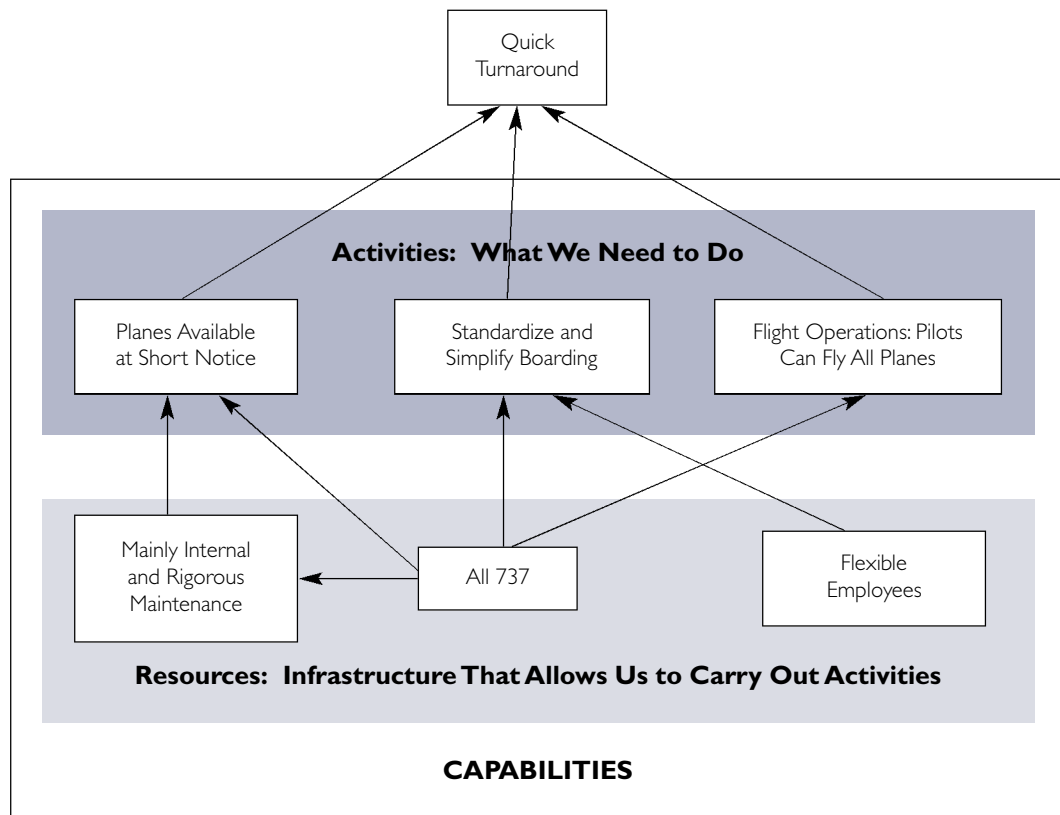 Quick
Turnaround
Activities: What We Need to Do
Planes Available
at Short Notice
Standardize and
Simplify Boarding
Flight Operations: Pilots
Can Fly All Planes
Mainly Internal
and Rigorous
Maintenance
All 737
Flexible
Employees
Resources: Infrastructure That Allows Us to Carry Out Activities
CAPABILITIES